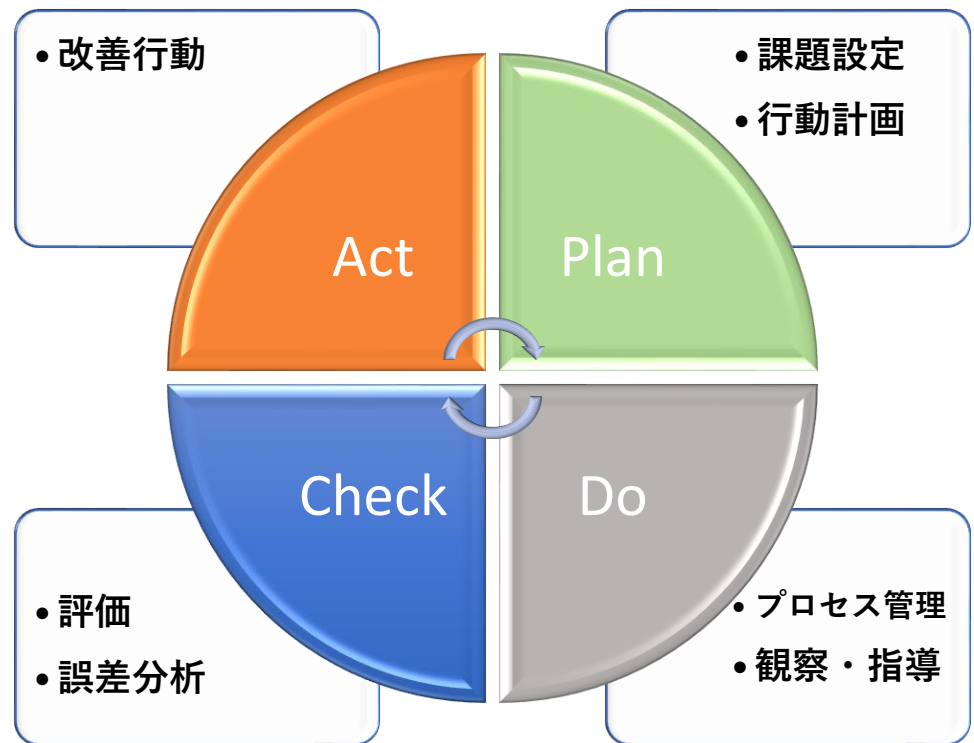 • 改善行動
• 課題設定
• 行動計画
Act
Plan
Check
Do
• 評価
• 誤差分析
• プロセス管理
• 観察・指導